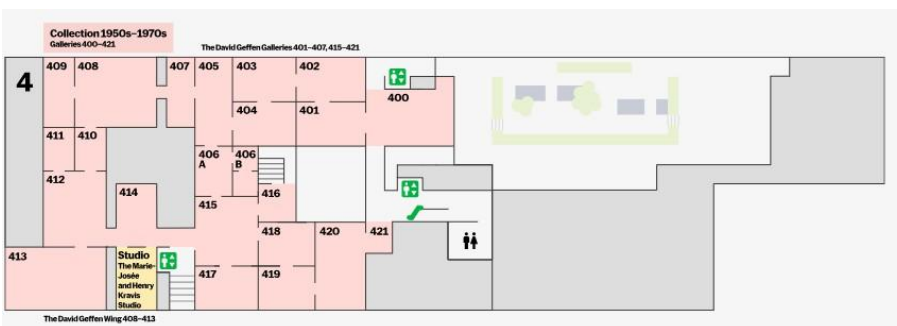 Collection 1950s–1970s
Galleries 400–421
The David Geffen Galleries 401–407, 415–421
4
409
408
407
405
403
402
400
404
401
411
410
406
A
406
B
412
414
416
415
418
420
421
413
Studio
The Marie-
Josée
and Henry
Kravis
Studio
417
419
The David Geffen Wing 408–413